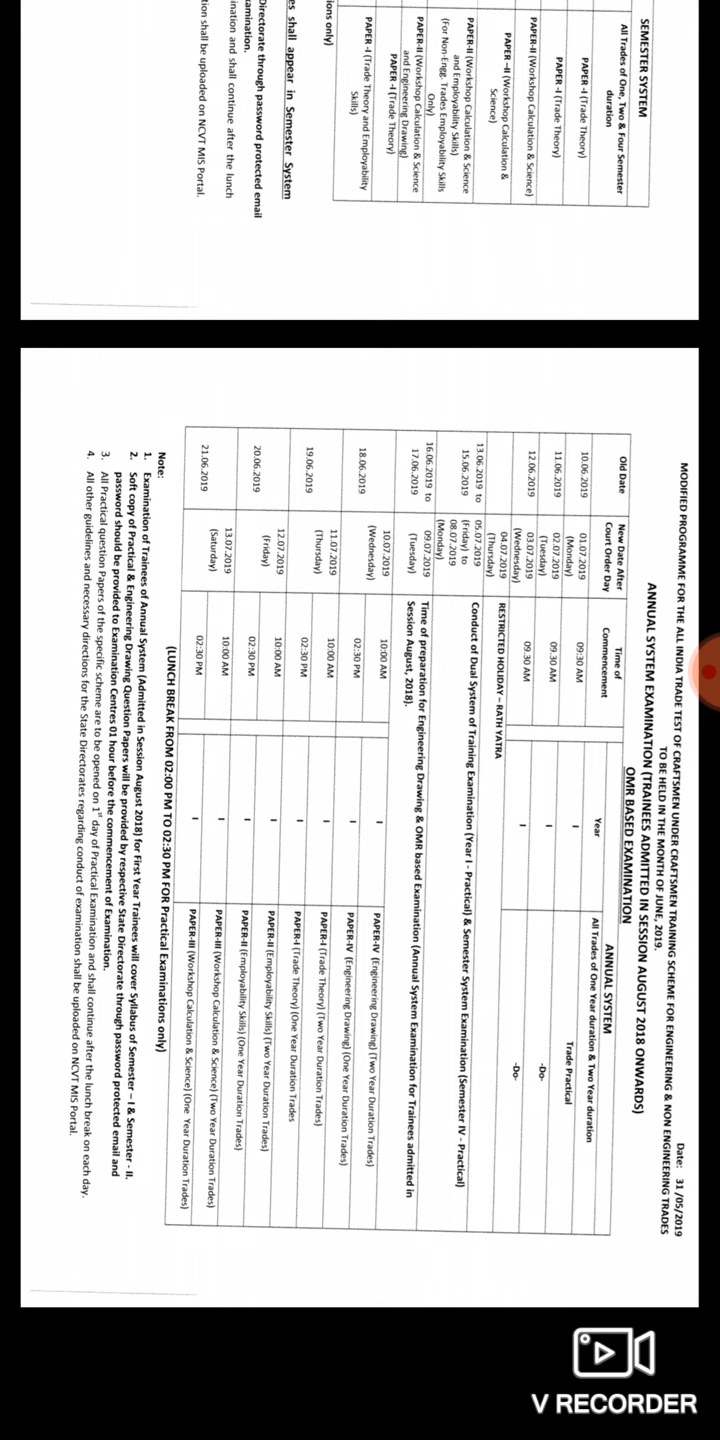 SEMESTER SYSTEM
All Trades of One, Two & Four Semester
duration
PAPER -I (Trade Theory)
PAPER -I (Trade Theory)
PAPER-II (Workshop Calculation & Science)
PAPER –II (Workshop Calculation &
Science)
PAPER-II (Workshop Calculation & Science
and Employability Skills)
(For Non-Engg. Trades Employability Skills
Only)
PAPER-II (Workshop Calculation & Science
and Engineering Drawing)
PAPER -I (Trade Theory)
PAPER -I (Trade Theory and Employability
Skills)
ions only)
es shall appear in Semester System
Directorate through password protected email
amination.
ination and shall continue after the lunch
tion shall be uploaded on NCVT MIS Portal.
Date: 31 /05/2019
MODIFIED PROGRAMME FOR THE ALL INDIA TRADE TEST OF CRAFTSMEN UNDER CRAFTSMEN TRAINING SCHEME FOR ENGINEERING & NON ENGINEERING TRADES
TO BE HELD IN THE MONTH OF JUNE, 2019.
ANNUAL SYSTEM EXAMINATION (TRAINEES ADMITTED IN SESSION AUGUST 2018 ONWARDS)
OMR BASED EXAMINATION
Old Date New Date After Court Order Day Time of Commencement Year ANNUAL SYSTEM All Trades of One Year duration & Two Year duration
10.06.2019 01.07.2019 (Monday) 09:30 AM I Trade Practical
11.06.2019 02.07.2019 (Tuesday) 09:30 AM I -Do-
12.06.2019 03.07.2019 (Wednesday) 09:30 AM I -Do-
04.07.2019 (Thursday) RESTRICTED HOLIDAY – RATH YATRA
13.06.2019 to 15.06.2019 05.07.2019 (Friday) to 08.07.2019 (Monday) Conduct of Dual System of Training Examination (Year I - Practical) & Semester System Examination (Semester IV - Practical)
16.06.2019 to 17.06.2019 09.07.2019 (Tuesday) Time of preparation for Engineering Drawing & OMR based Examination (Annual System Examination for Trainees admitted in Session August, 2018).
18.06.2019 10.07.2019 (Wednesday) 10:00 AM I PAPER-IV (Engineering Drawing) (Two Year Duration Trades)
02:30 PM I PAPER-IV (Engineering Drawing) (One Year Duration Trades)
19.06.2019 11.07.2019 (Thursday) 10:00 AM I PAPER-I (Trade Theory) (Two Year Duration Trades)
02:30 PM I PAPER-I (Trade Theory) (One Year Duration Trades
20.06.2019 12.07.2019 (Friday) 10:00 AM I PAPER-II (Employability Skills) (Two Year Duration Trades)
02:30 PM I PAPER-II (Employability Skills) (One Year Duration Trades)
21.06.2019 13.07.2019 (Saturday) 10:00 AM I PAPER-III (Workshop Calculation & Science) (Two Year Duration Trades)
02:30 PM I PAPER-III (Workshop Calculation & Science) (One Year Duration Trades)
(LUNCH BREAK FROM 02:00 PM TO 02:30 PM FOR Practical Examinations only)
Note:
1. Examination of Trainees of Annual System (Admitted in Session August 2018) for First Year Trainees will cover Syllabus of Semester – I & Semester - II.
2. Soft copy of Practical & Engineering Drawing Question Papers will be provided by respective State Directorate through password protected email and
password should be provided to Examination Centres 01 hour before the commencement of Examination.
3. All Practical question Papers of the specific scheme are to be opened on 1st day of Practical Examination and shall continue after the lunch break on each day.
4. All other guidelines and necessary directions for the State Directorates regarding conduct of examination shall be uploaded on NCVT MIS Portal.
V RECORDER